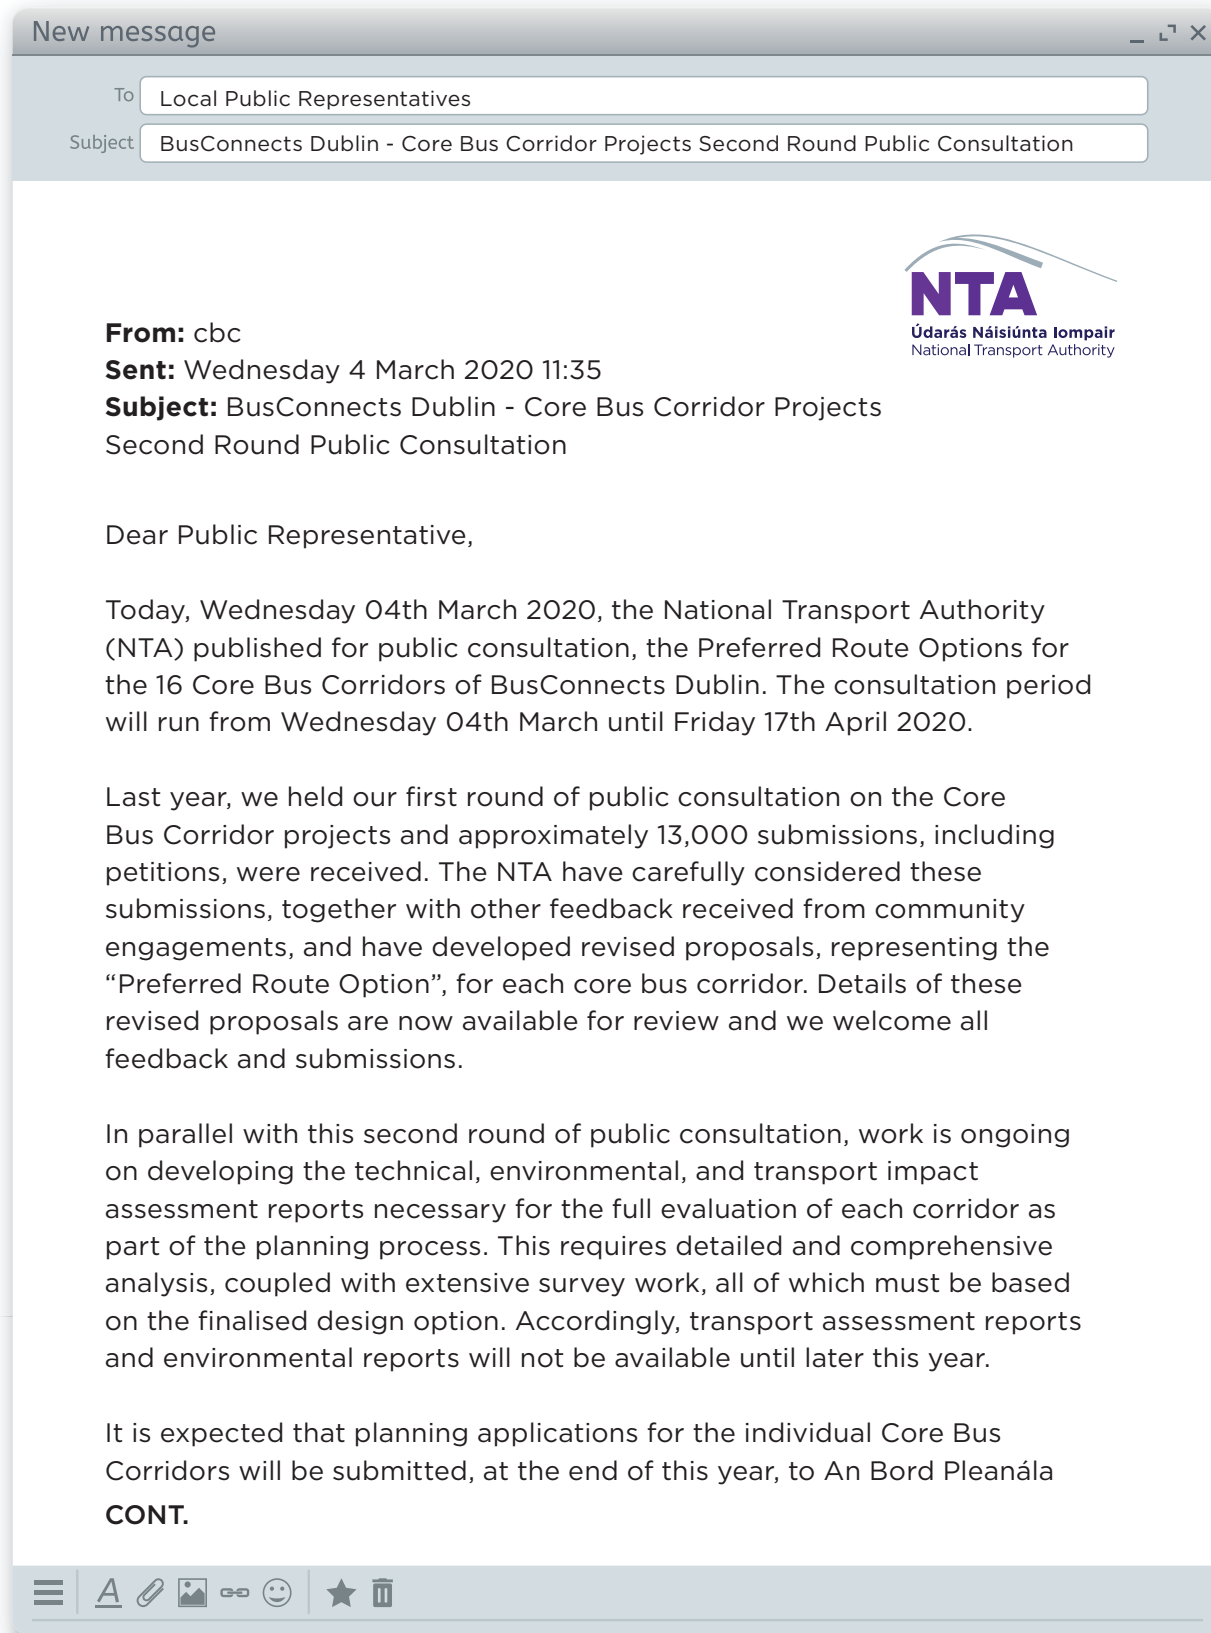 New message
To Local Public Representatives
Subject BusConnects Dublin - Core Bus Corridor Projects Second Round Public Consultation
NTA
Údarás Náisiúnta Iompair
National Transport Authority
From: cbc
Sent: Wednesday 4 March 2020 11:35
Subject: BusConnects Dublin - Core Bus Corridor Projects
Second Round Public Consultation
Dear Public Representative,
Today, Wednesday 04th March 2020, the National Transport Authority
(NTA) published for public consultation, the Preferred Route Options for
the 16 Core Bus Corridors of BusConnects Dublin. The consultation period
will run from Wednesday 04th March until Friday 17th April 2020.
Last year, we held our first round of public consultation on the Core
Bus Corridor projects and approximately 13,000 submissions, including
petitions, were received. The NTA have carefully considered these
submissions, together with other feedback received from community
engagements, and have developed revised proposals, representing the
“Preferred Route Option”, for each core bus corridor. Details of these
revised proposals are now available for review and we welcome all
feedback and submissions.
In parallel with this second round of public consultation, work is ongoing
on developing the technical, environmental, and transport impact
assessment reports necessary for the full evaluation of each corridor as
part of the planning process. This requires detailed and comprehensive
analysis, coupled with extensive survey work, all of which must be based
on the finalised design option. Accordingly, transport assessment reports
and environmental reports will not be available until later this year.
It is expected that planning applications for the individual Core Bus
Corridors will be submitted, at the end of this year, to An Bord Pleanála
CONT.
A